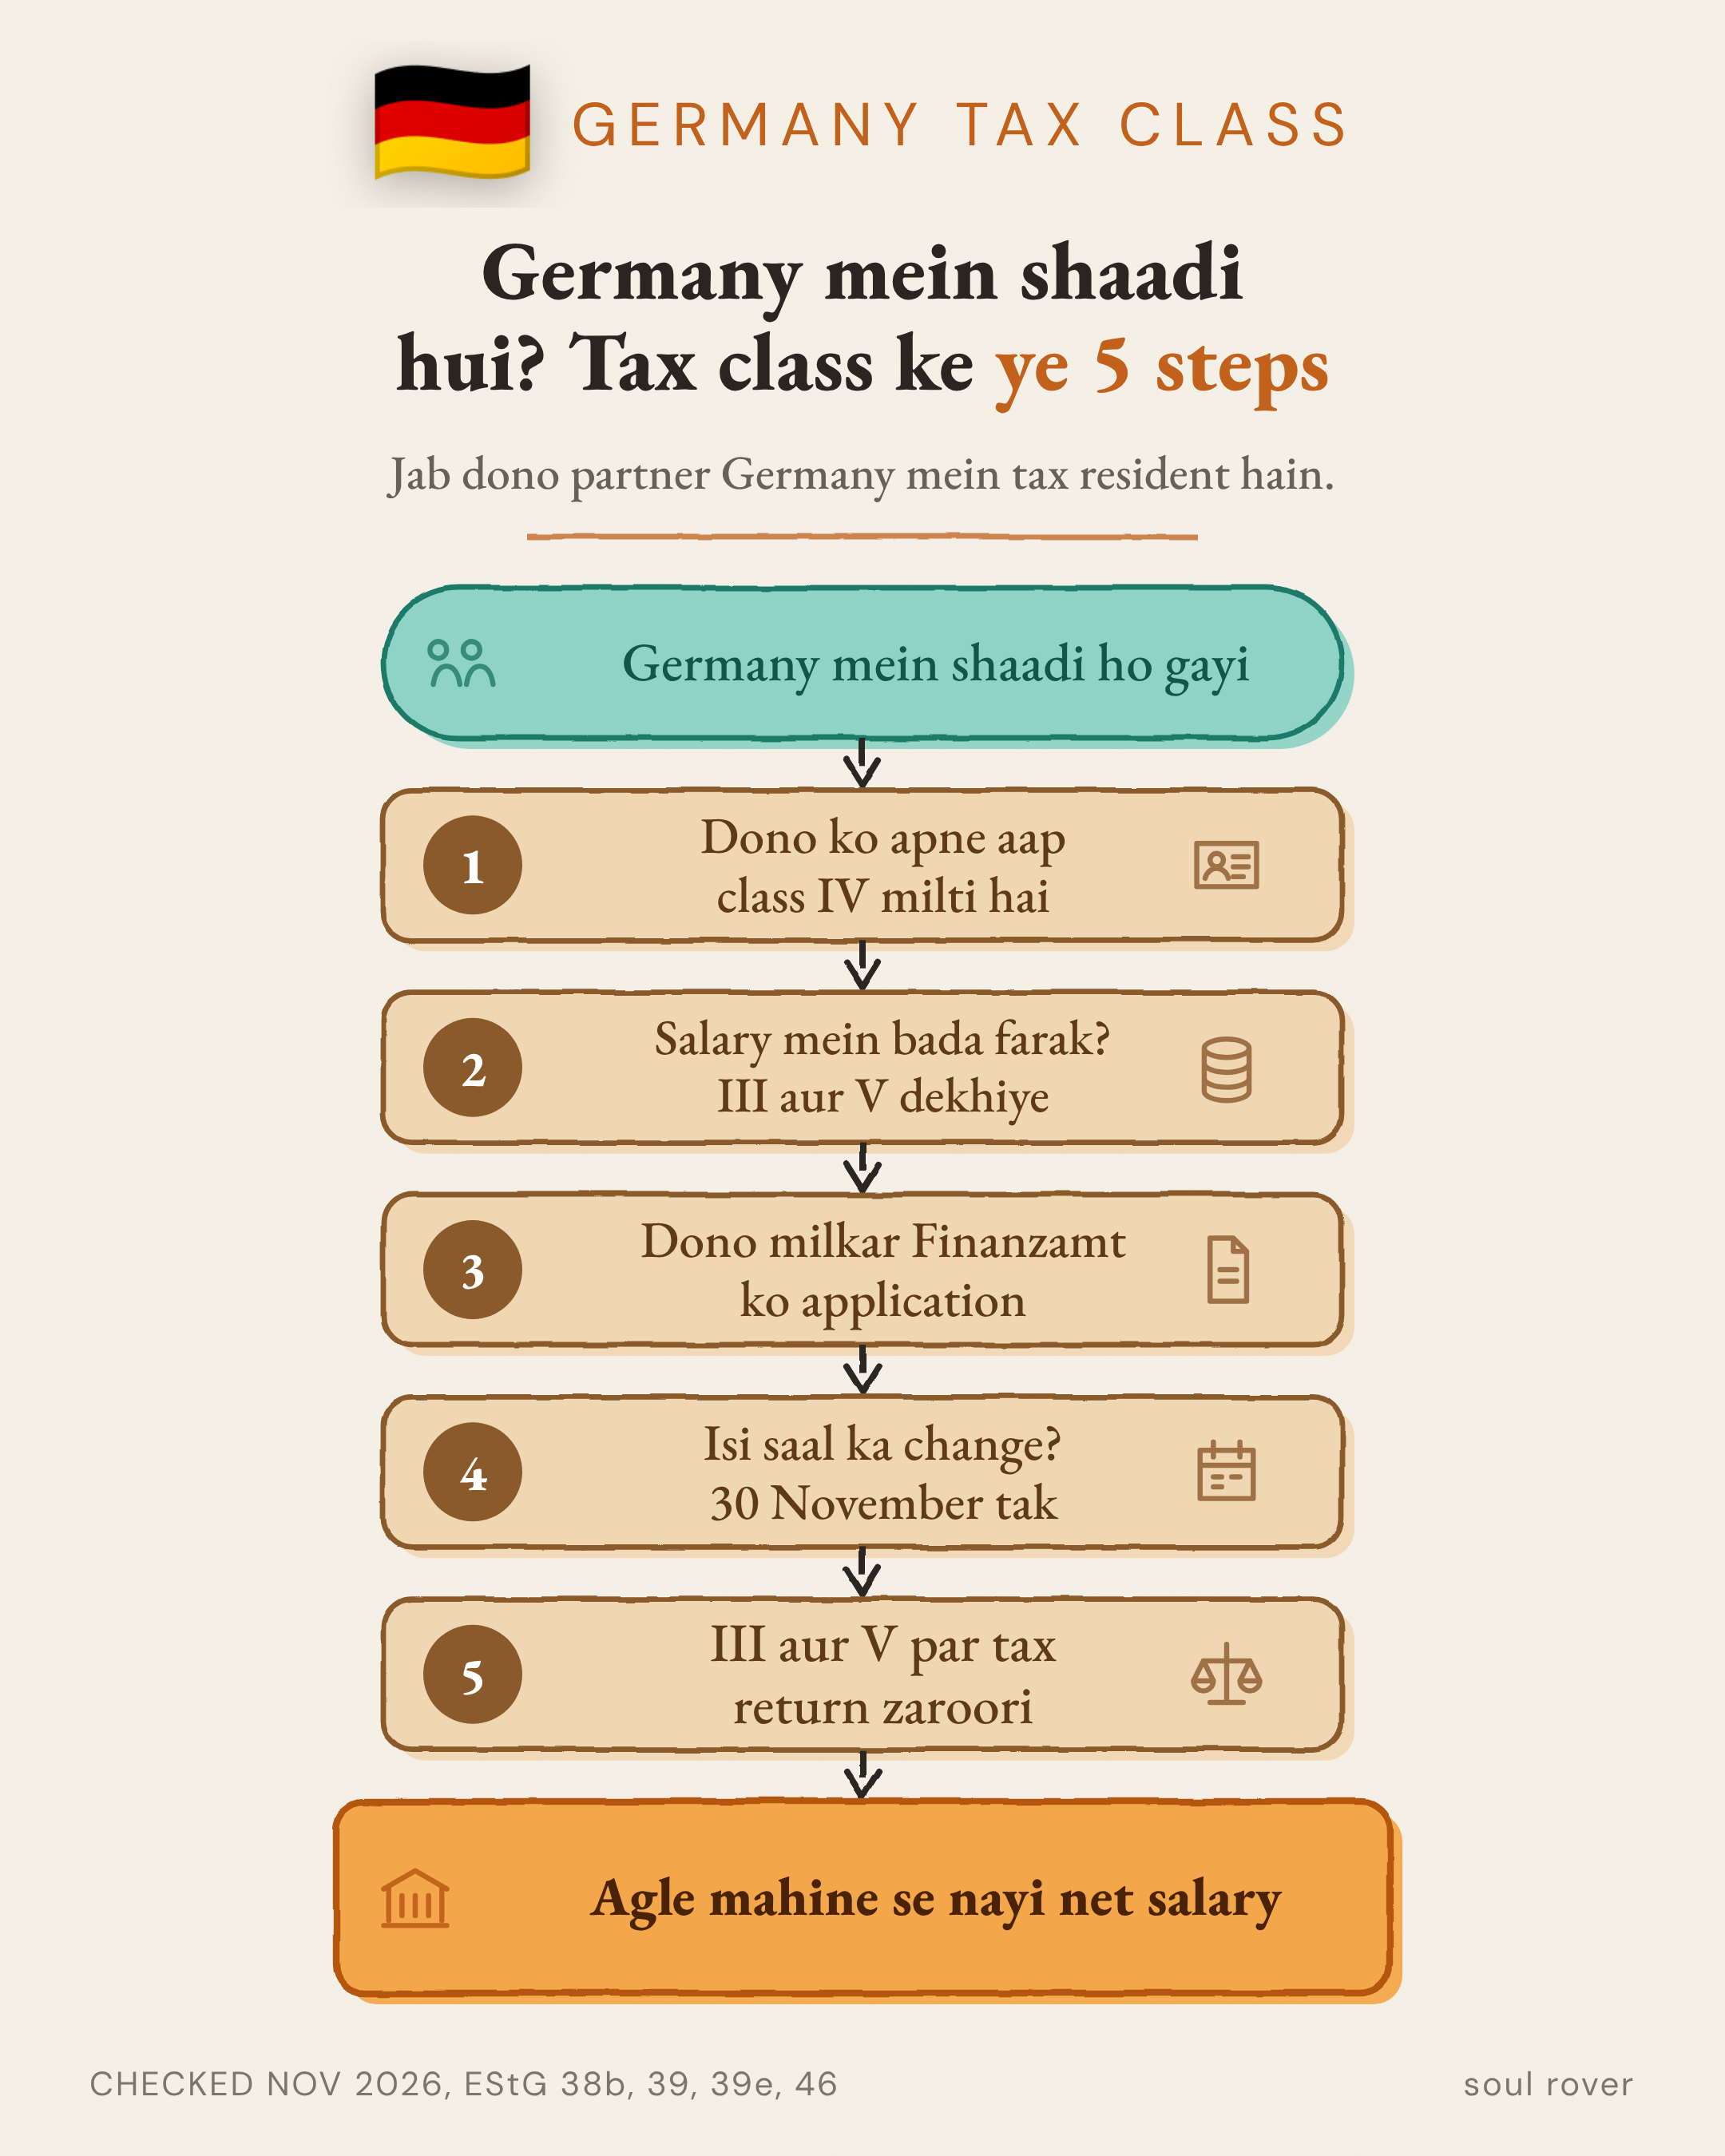 GERMANY TAX CLASS
Germany mein shaadi
hui? Tax class ke ye 5 steps
Jab dono partner Germany mein tax resident hain.
Germany mein shaadi ho gayi
1
Dono ko apne aap
class IV milti hai
2
Salary mein bada farak?
III aur V dekhiye
3
Dono milkar Finanzamt
ko application
4
Isi saal ka change?
30 November tak
5
III aur V par tax
return zaroori
Agle mahine se nayi net salary
CHECKED NOV 2026, EStG 38b, 39, 39e, 46
soul rover